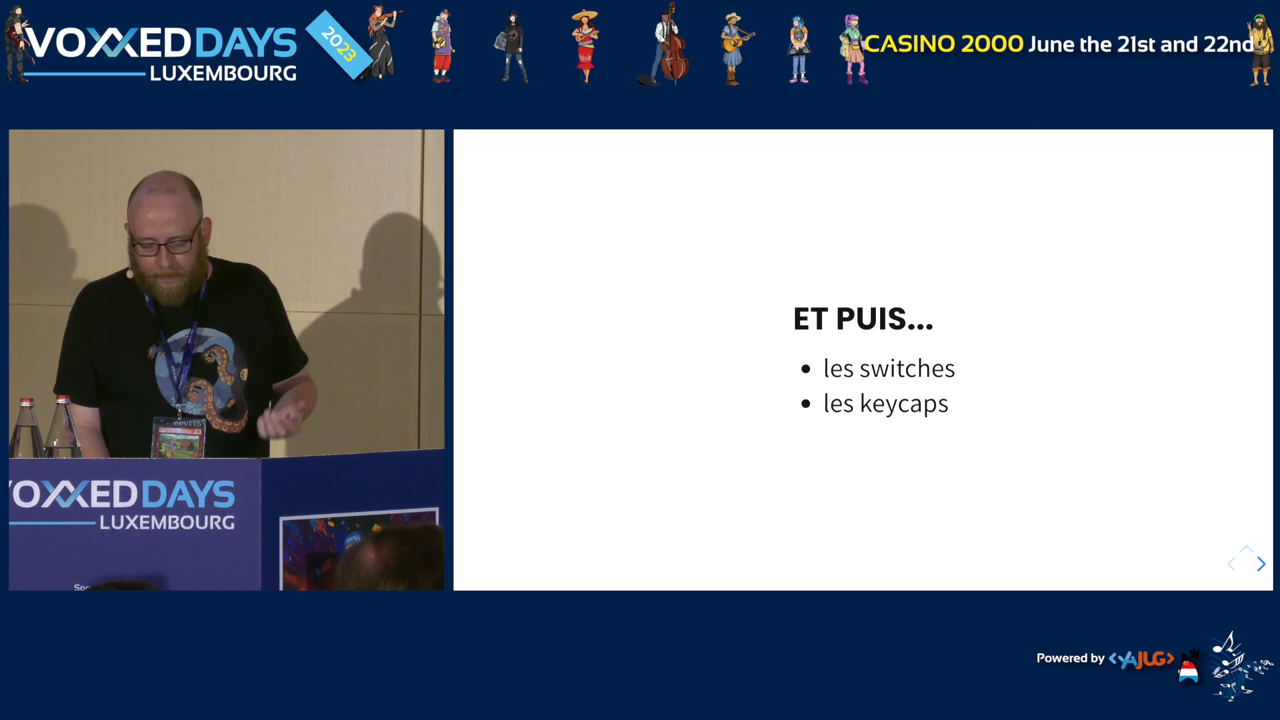 VOXXED DAYS
LUXEMBOURG
2023
CASINO 2000 June the 21st and 22nd
ET PUIS...
les switches
les keycaps
VOXXED DAYS
LUXEMBOURG
Powered by <YAJUG>